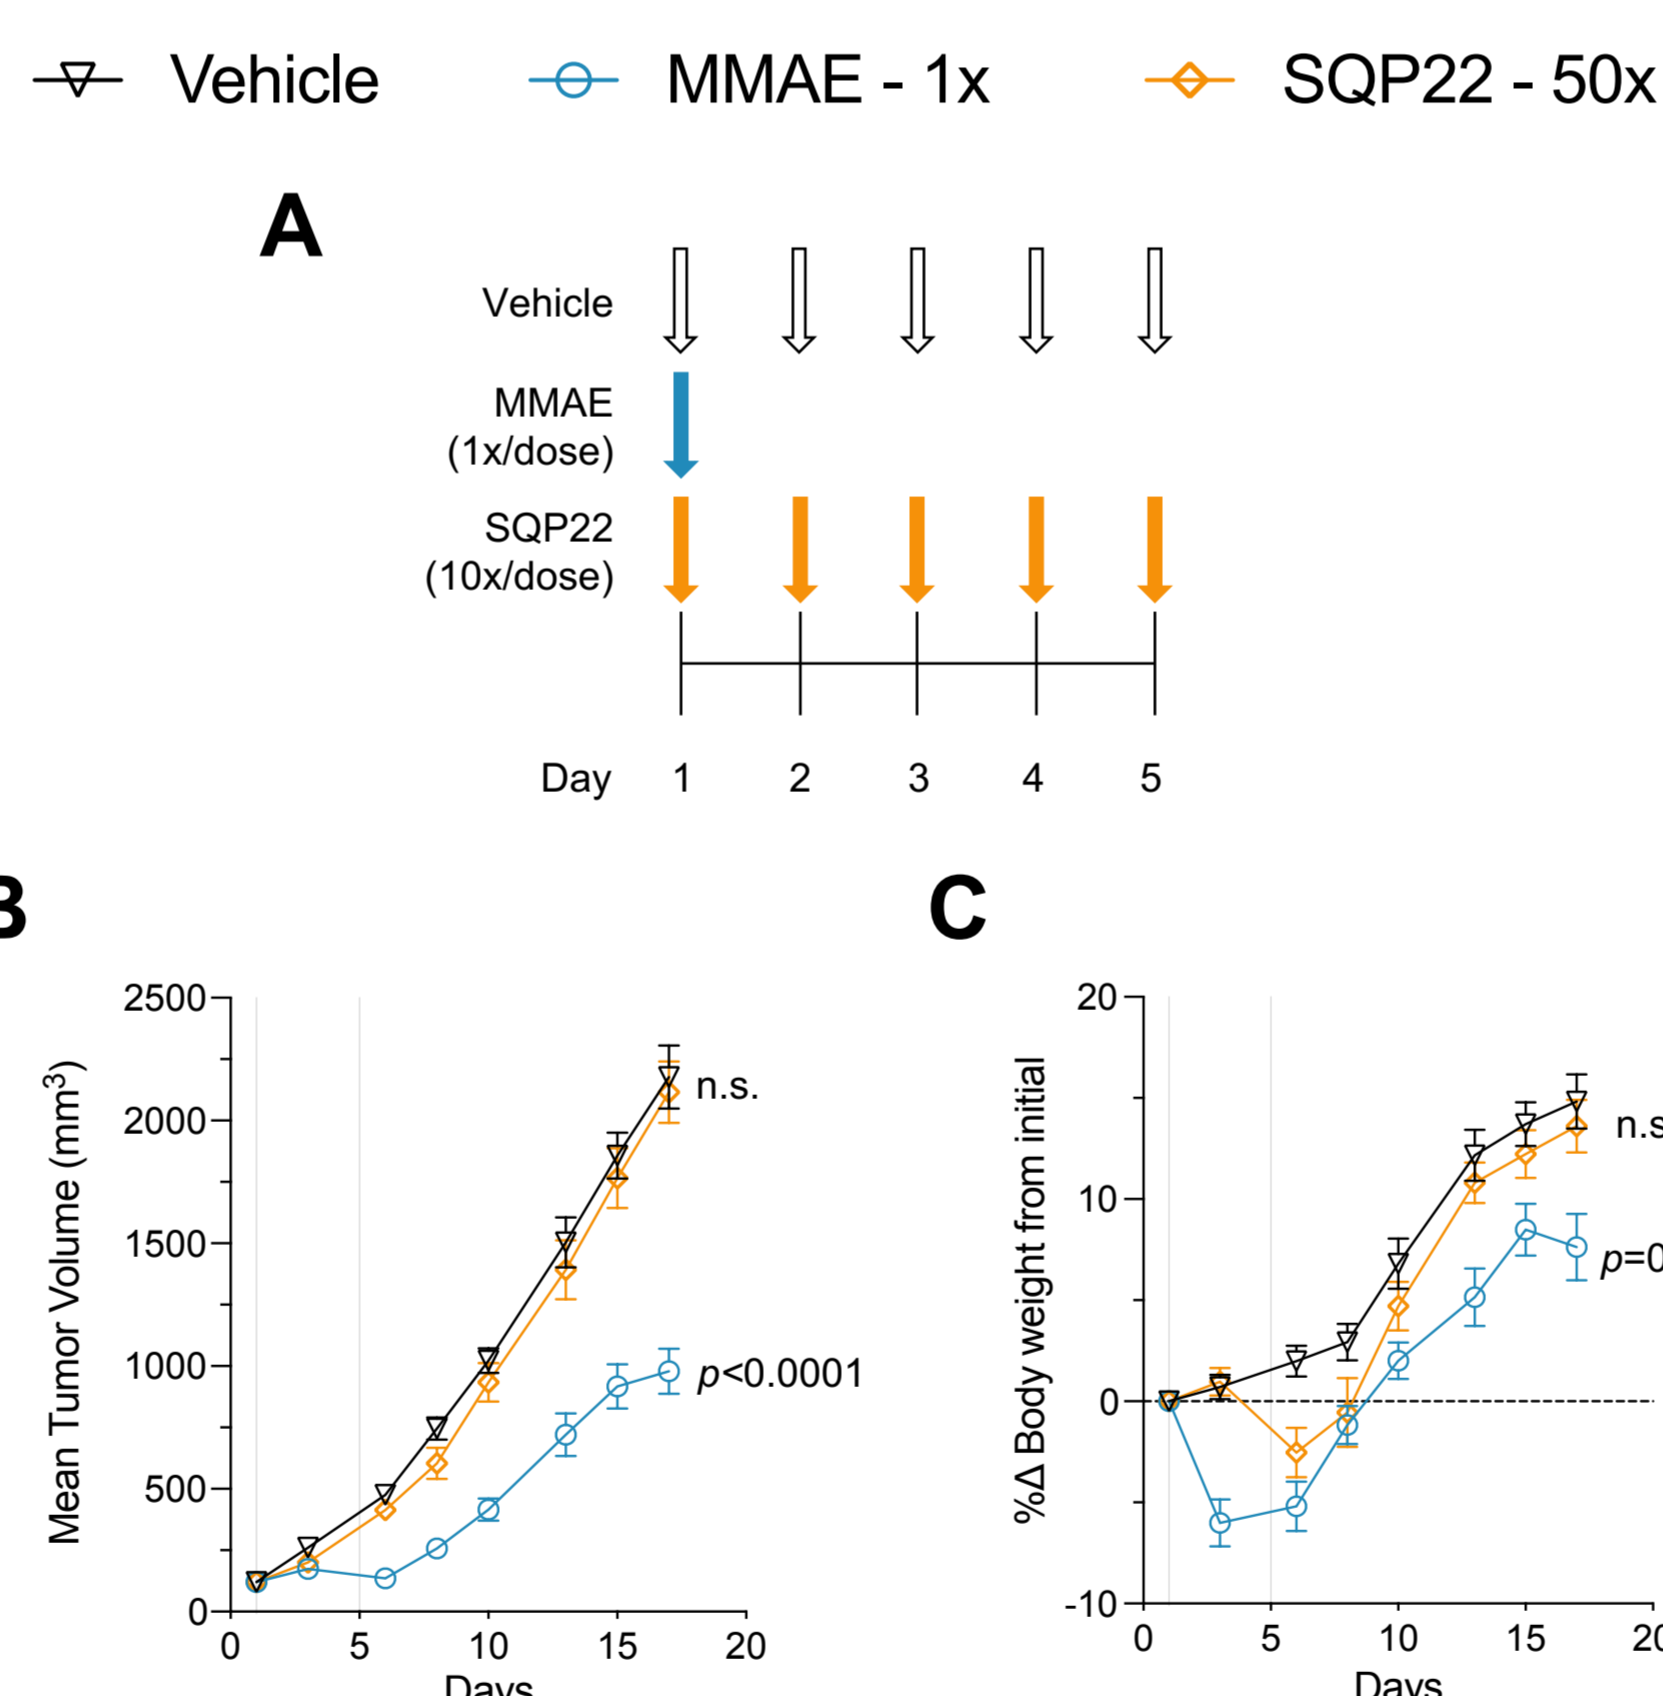 Vehicle MMAE - 1x SQP22 - 50x
A
Vehicle
MMAE
(1x/dose)
SQP22
(10x/dose)
Day 1 2 3 4 5
B
2500
2000
1500
1000
500
0
Mean Tumor Volume (mm³)
n.s.
p<0.0001
0 5 10 15 20
Days
C
20
10
0
-10
%Δ Body weight from initial
n.s
p=0
0 5 10 15 20
Days